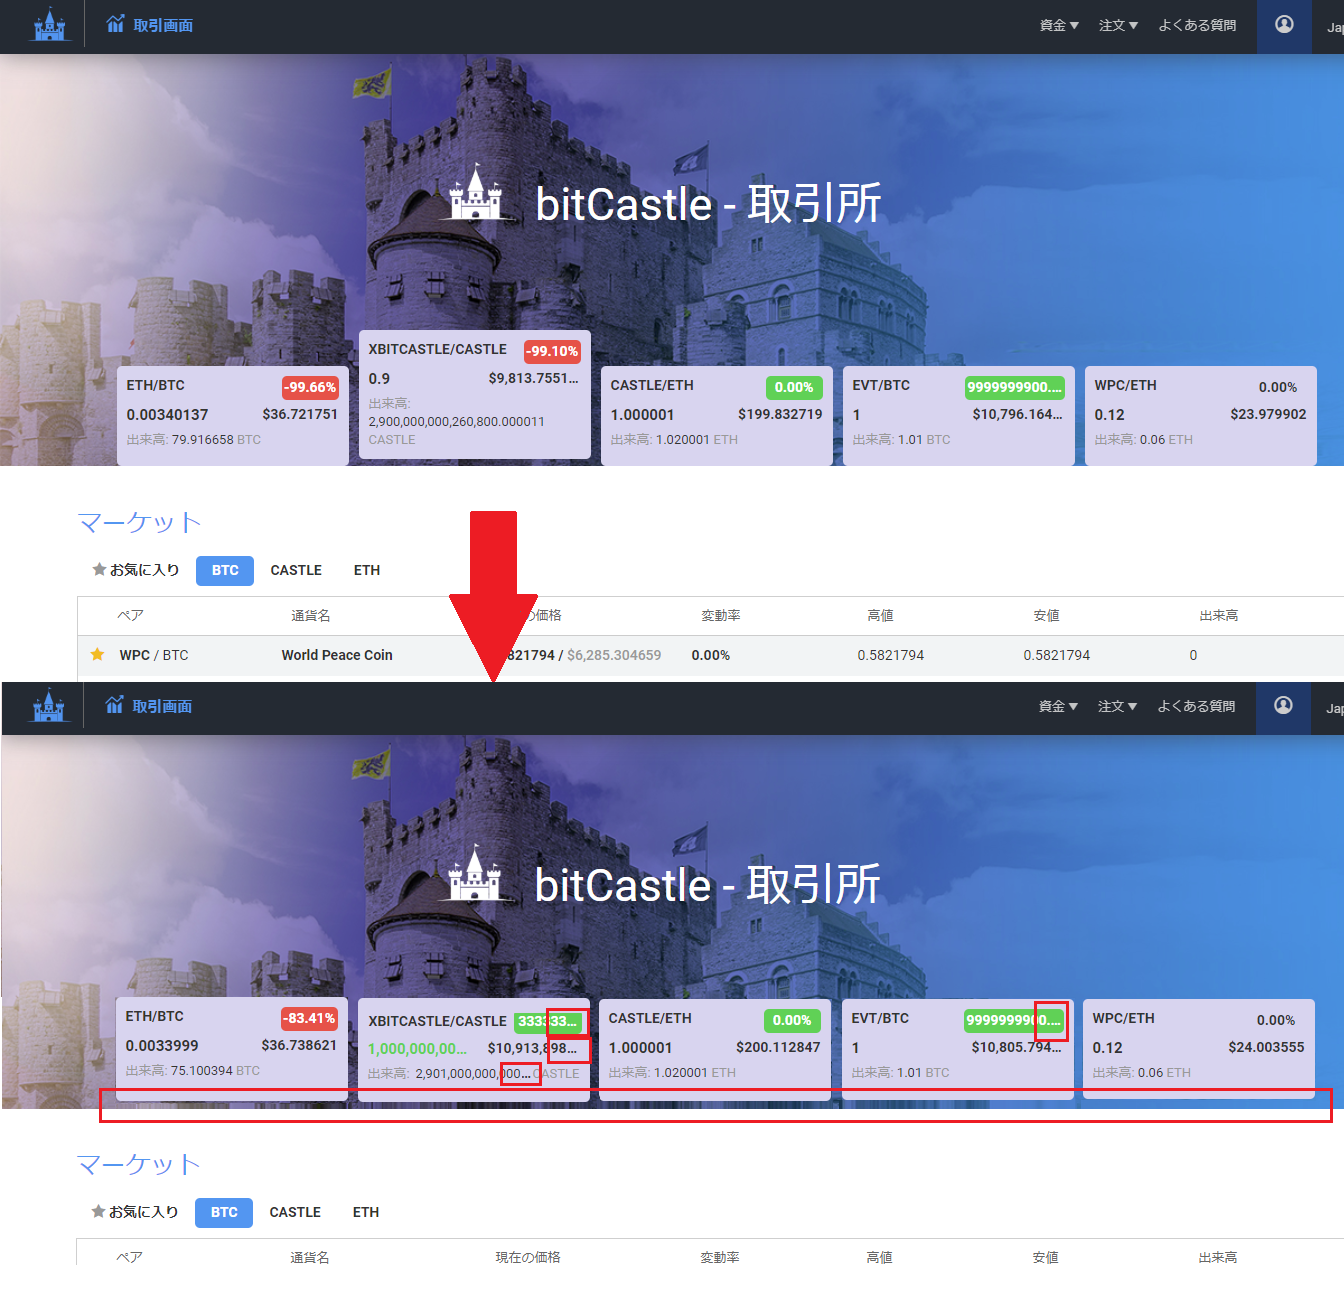 取引画面 資金▼ 注文▼ よくある質問 Jap
bitCastle - 取引所
XBITCASTLE/CASTLE -99.10%
0.9 $9,813.7551...
出来高:
2,900,000,000,260,800.000011
CASTLE
ETH/BTC -99.66%
0.00340137 $36.721751
出来高: 79.916658 BTC
CASTLE/ETH 0.00%
1.000001 $199.832719
出来高: 1.020001 ETH
EVT/BTC 9999999900....
1 $10,796.164...
出来高: 1.01 BTC
WPC/ETH 0.00%
0.12 $23.979902
出来高: 0.06 ETH
マーケット
お気に入り BTC CASTLE ETH
ペア 通貨名 の価格 変動率 高値 安値 出来高
WPC / BTC World Peace Coin 821794 / $6,285.304659 0.00% 0.5821794 0.5821794 0
取引画面 資金▼ 注文▼ よくある質問 Jap
bitCastle - 取引所
ETH/BTC -83.41%
0.0033999 $36.738621
出来高: 75.100394 BTC
XBITCASTLE/CASTLE 333333...
1,000,000,00... $10,913,898...
出来高: 2,901,000,000,000... CASTLE
CASTLE/ETH 0.00%
1.000001 $200.112847
出来高: 1.020001 ETH
EVT/BTC 9999999900....
1 $10,805.794...
出来高: 1.01 BTC
WPC/ETH 0.00%
0.12 $24.003555
出来高: 0.06 ETH
マーケット
お気に入り BTC CASTLE ETH
ペア 通貨名 現在の価格 変動率 高値 安値 出来高